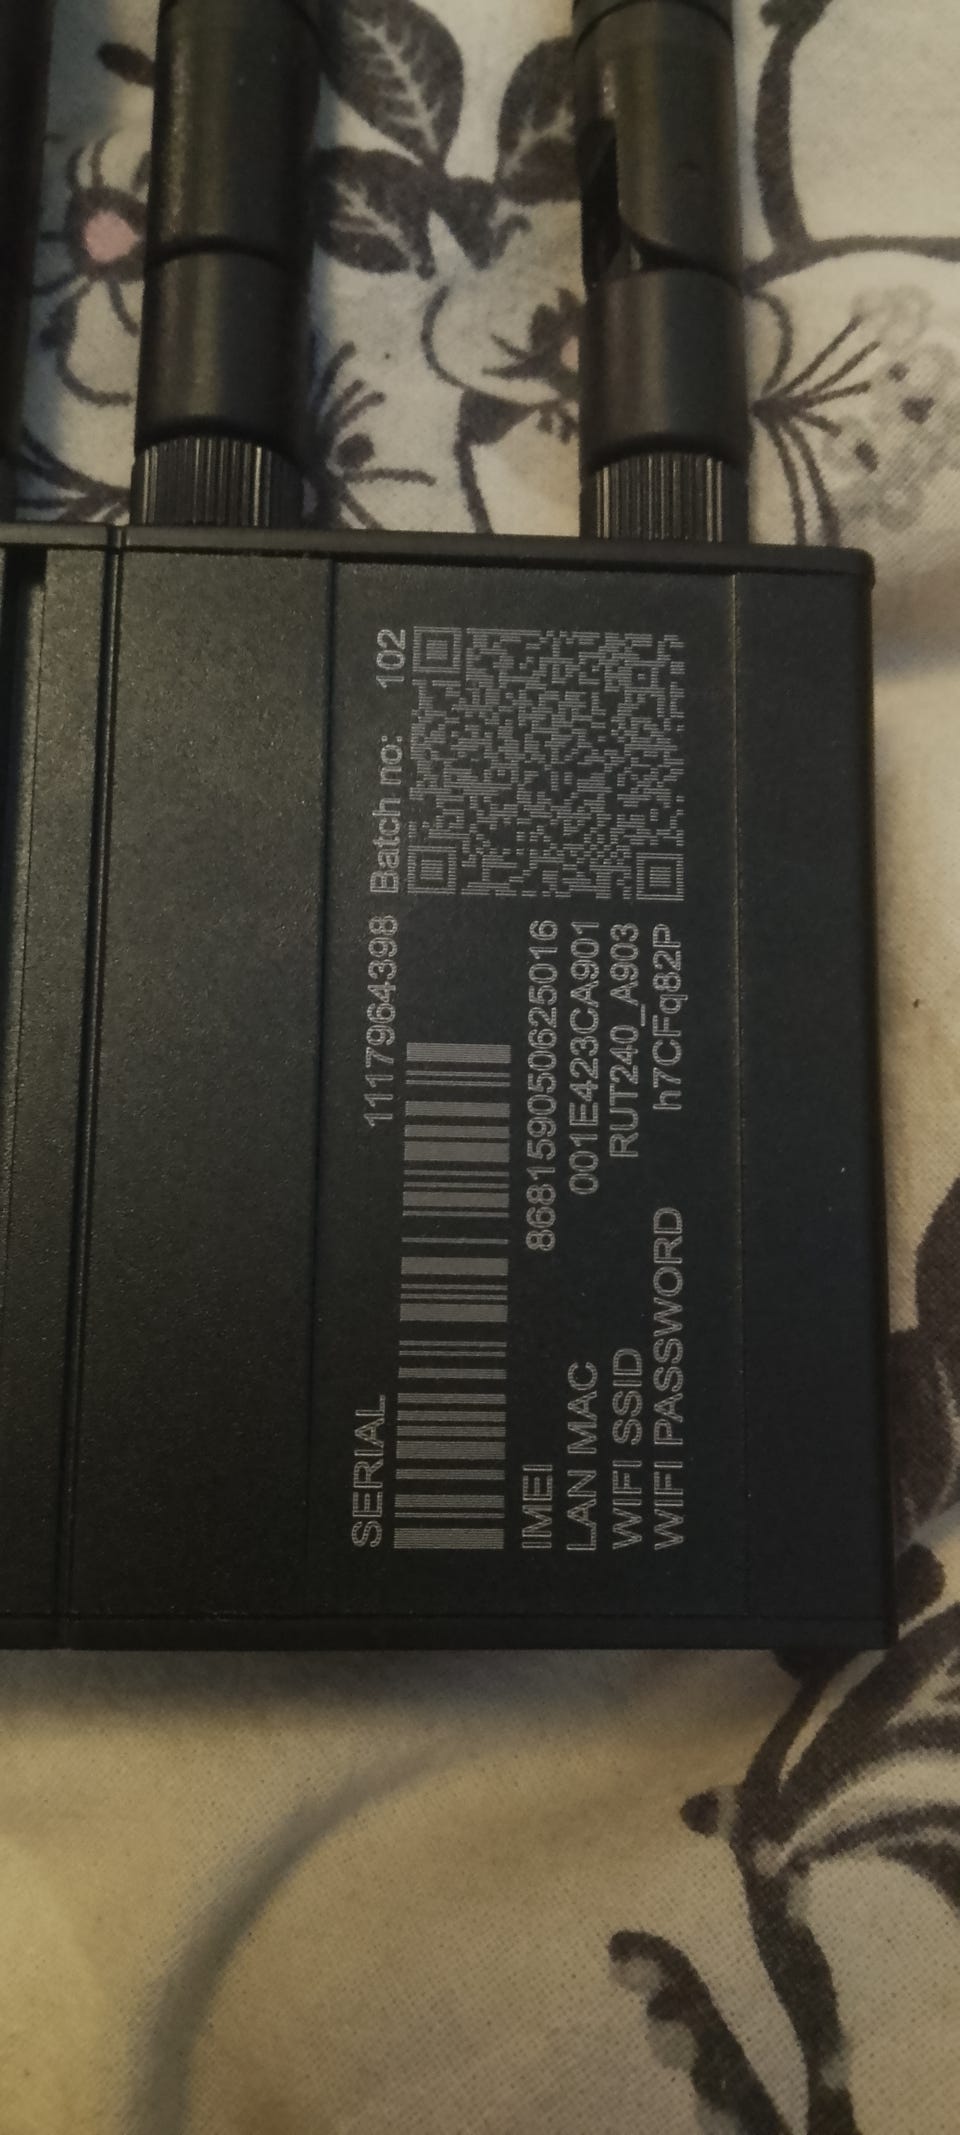 SERIAL 1117964398 Batch no: 102
IMEI 868159050625016
LAN MAC 001E423CA901
WIFI SSID RUT240_A903
WIFI PASSWORD h7CFq82P